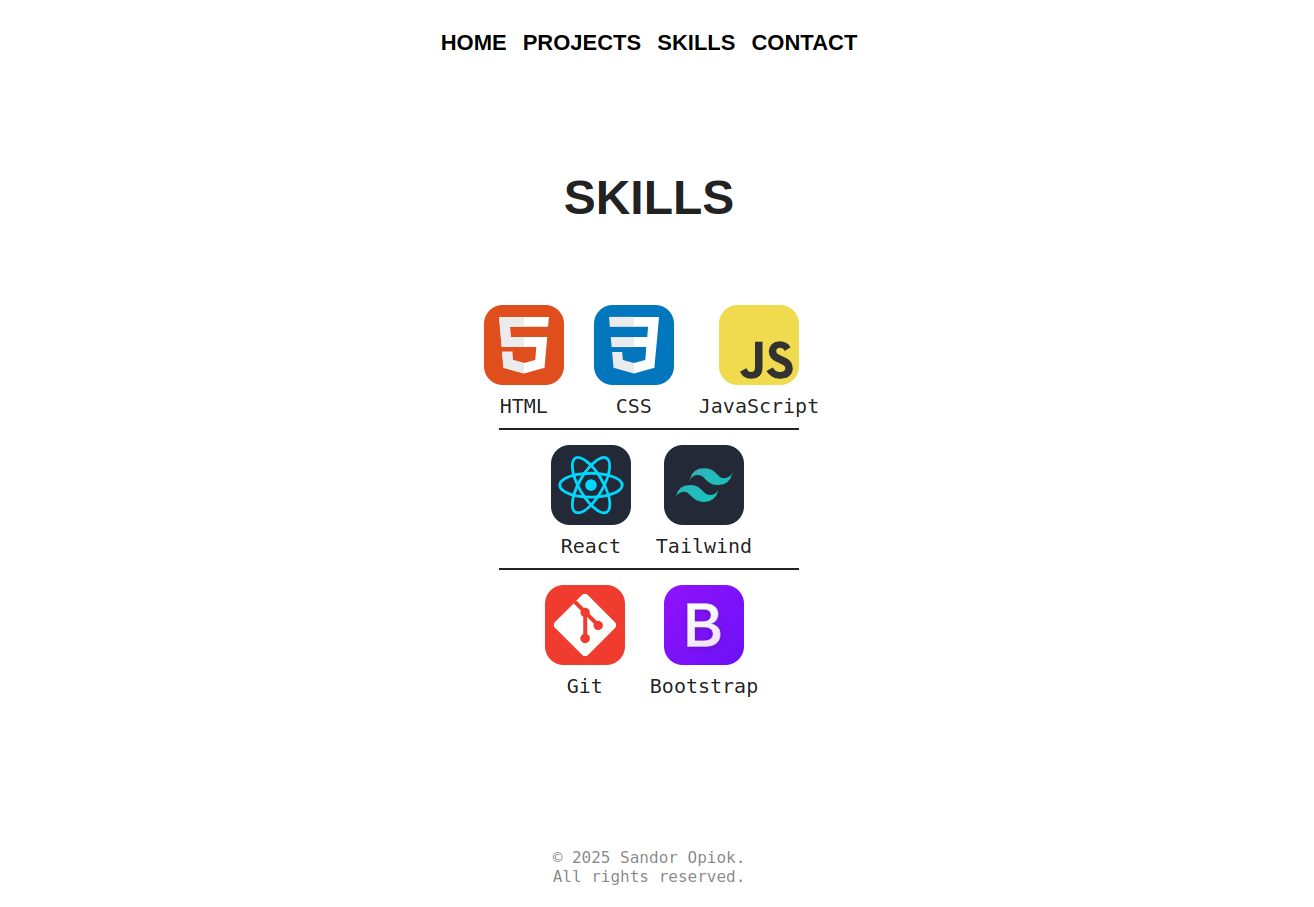 HOME PROJECTS SKILLS CONTACT
SKILLS
JS
HTML CSS JavaScript
React Tailwind
B
Git Bootstrap
© 2025 Sandor Opiok.
All rights reserved.